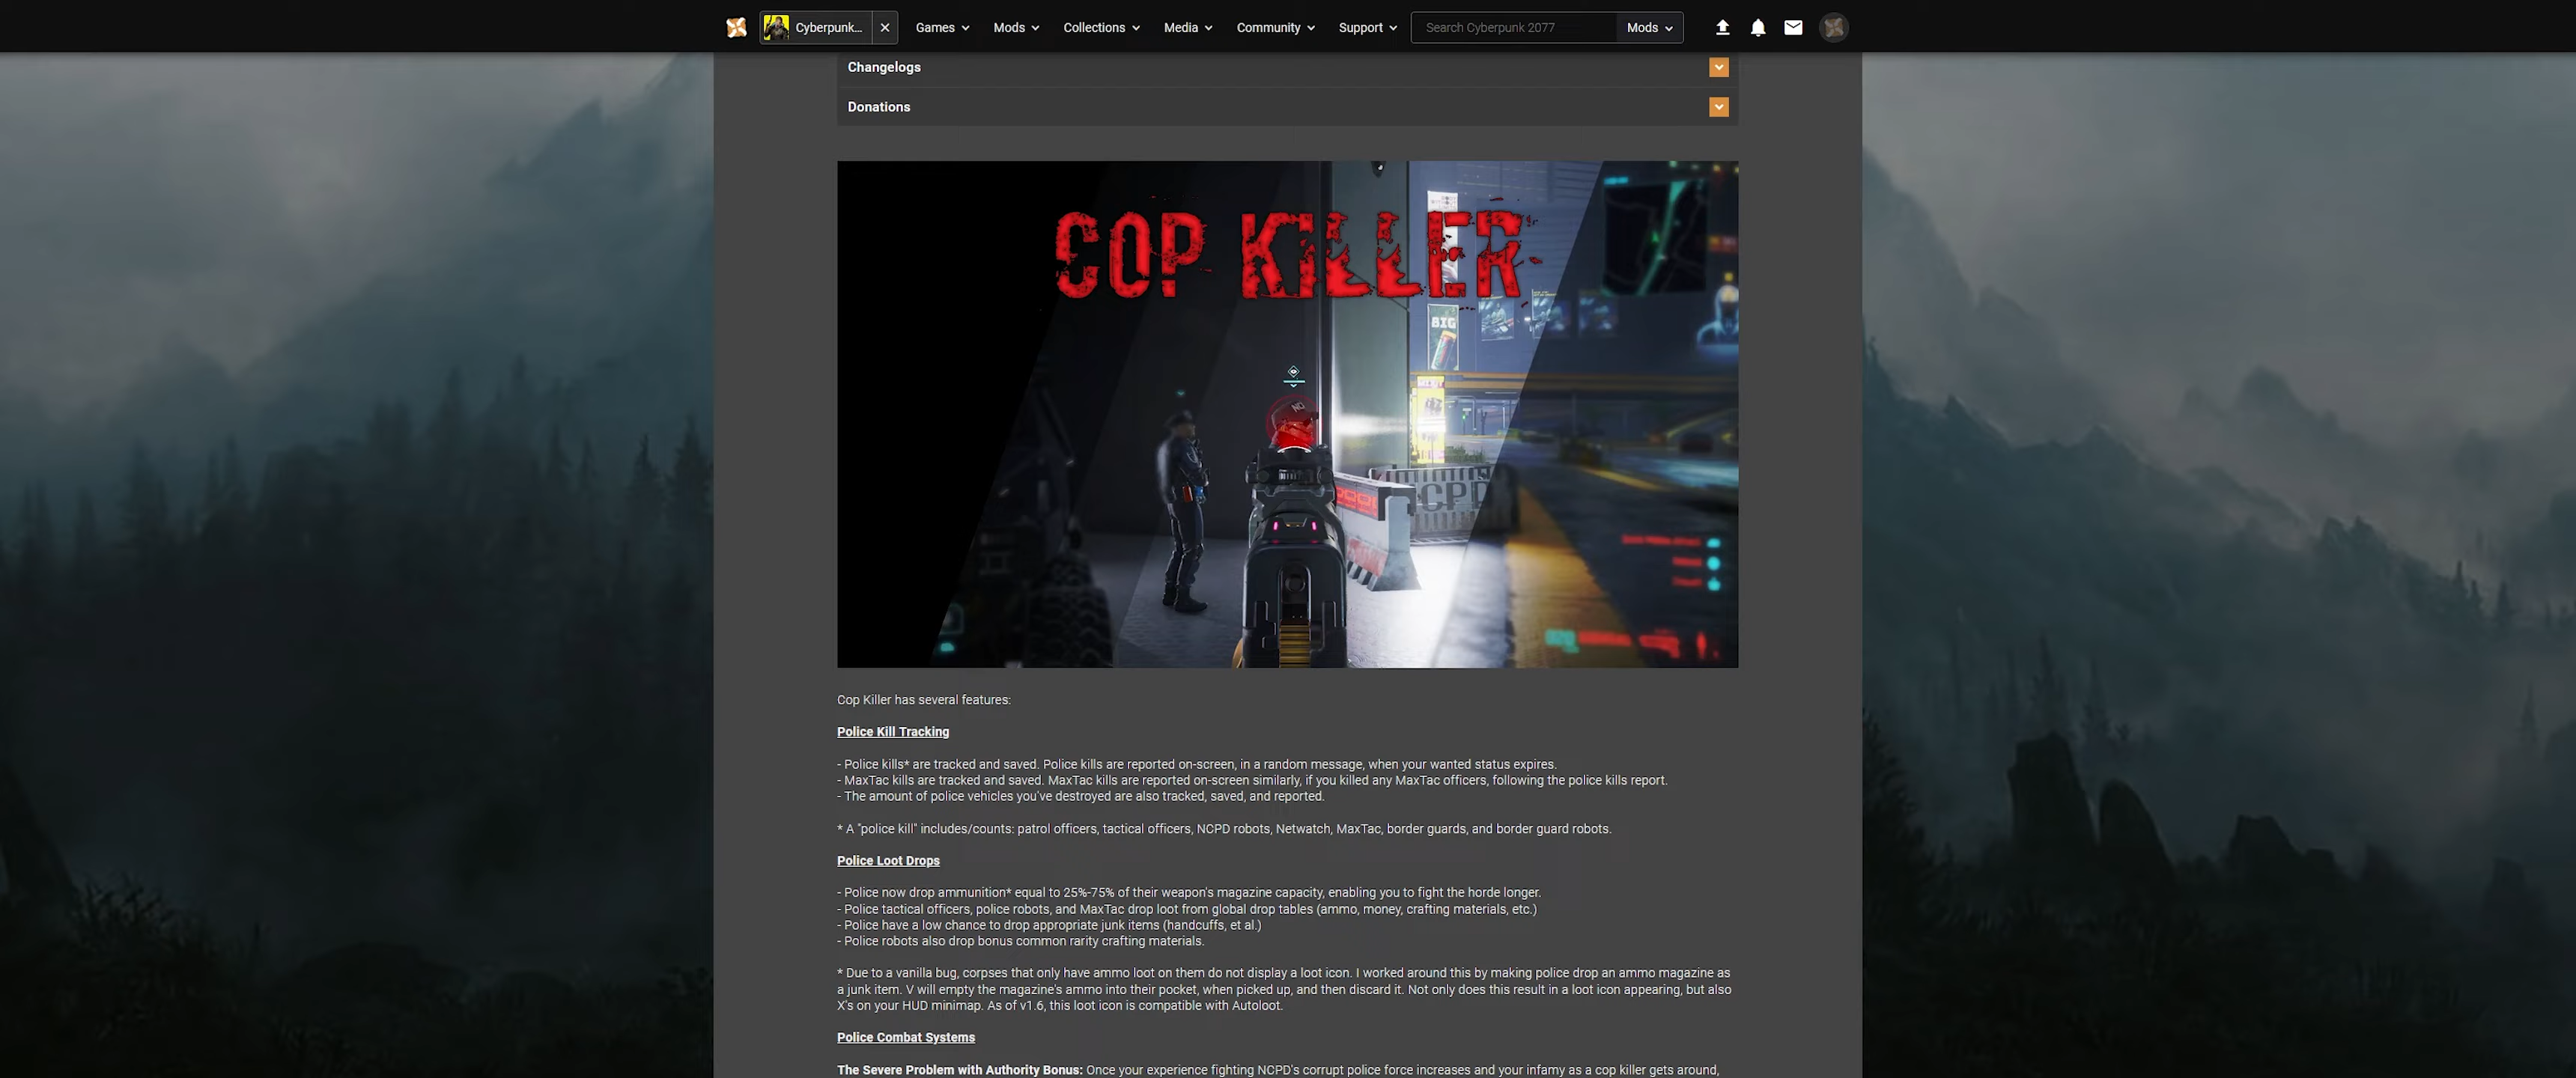 Cyberpunk...
Games
Mods
Collections
Media
Community
Support
Search Cyberpunk 2077
Mods
Changelogs
Donations
COP KILLER
BIG
NCPD
Cop Killer has several features:
Police Kill Tracking
- Police kills* are tracked and saved. Police kills are reported on-screen, in a random message, when your wanted status expires.
- MaxTac kills are tracked and saved. MaxTac kills are reported on-screen similarly, if you killed any MaxTac officers, following the police kills report.
- The amount of police vehicles you've destroyed are also tracked, saved, and reported.
* A "police kill" includes/counts: patrol officers, tactical officers, NCPD robots, Netwatch, MaxTac, border guards, and border guard robots.
Police Loot Drops
- Police now drop ammunition* equal to 25%-75% of their weapon's magazine capacity, enabling you to fight the horde longer.
- Police tactical officers, police robots, and MaxTac drop loot from global drop tables (ammo, money, crafting materials, etc.)
- Police have a low chance to drop appropriate junk items (handcuffs, et al.)
- Police robots also drop bonus common rarity crafting materials.
* Due to a vanilla bug, corpses that only have ammo loot on them do not display a loot icon. I worked around this by making police drop an ammo magazine as
a junk item. V will empty the magazine's ammo into their pocket, when picked up, and then discard it. Not only does this result in a loot icon appearing, but also
X's on your HUD minimap. As of v1.6, this loot icon is compatible with Autoloot.
Police Combat Systems
The Severe Problem with Authority Bonus: Once your experience fighting NCPD's corrupt police force increases and your infamy as a cop killer gets around,